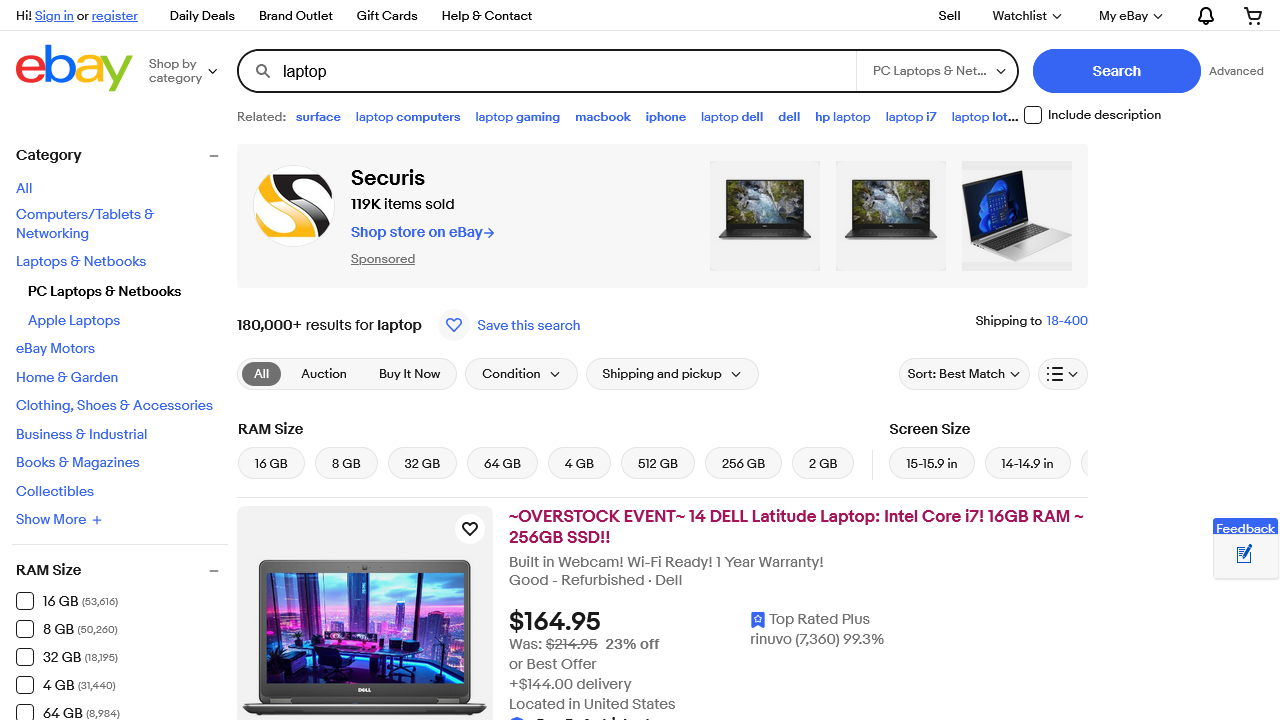 Hi! Sign in or register
Daily Deals
Brand Outlet
Gift Cards
Help & Contact
Sell
Watchlist
My eBay
ebay
Shop by category
laptop
PC Laptops & Net...
Search
Advanced
Related: surface laptop computers laptop gaming macbook iphone laptop dell dell hp laptop laptop i7 laptop lot...
Include description
Category
All
Computers/Tablets &
Networking
Laptops & Netbooks
PC Laptops & Netbooks
Apple Laptops
eBay Motors
Home & Garden
Clothing, Shoes & Accessories
Business & Industrial
Books & Magazines
Collectibles
Show More
RAM Size
16 GB (53,616)
8 GB (50,260)
32 GB (18,195)
4 GB (31,440)
64 GB (8,984)
Securis
119K items sold
Shop store on eBay
Sponsored
180,000+ results for laptop
Save this search
Shipping to 18-400
All
Auction
Buy It Now
Condition
Shipping and pickup
Sort: Best Match
RAM Size
16 GB
8 GB
32 GB
64 GB
4 GB
512 GB
256 GB
2 GB
Screen Size
15-15.9 in
14-14.9 in
~OVERSTOCK EVENT~ 14 DELL Latitude Laptop: Intel Core i7! 16GB RAM ~
256GB SSD!!
Built in Webcam! Wi-Fi Ready! 1 Year Warranty!
Good - Refurbished · Dell
$164.95
Was: $214.95 23% off
or Best Offer
+$144.00 delivery
Located in United States
Top Rated Plus
rinuvo (7,360) 99.3%
DELL
Feedback